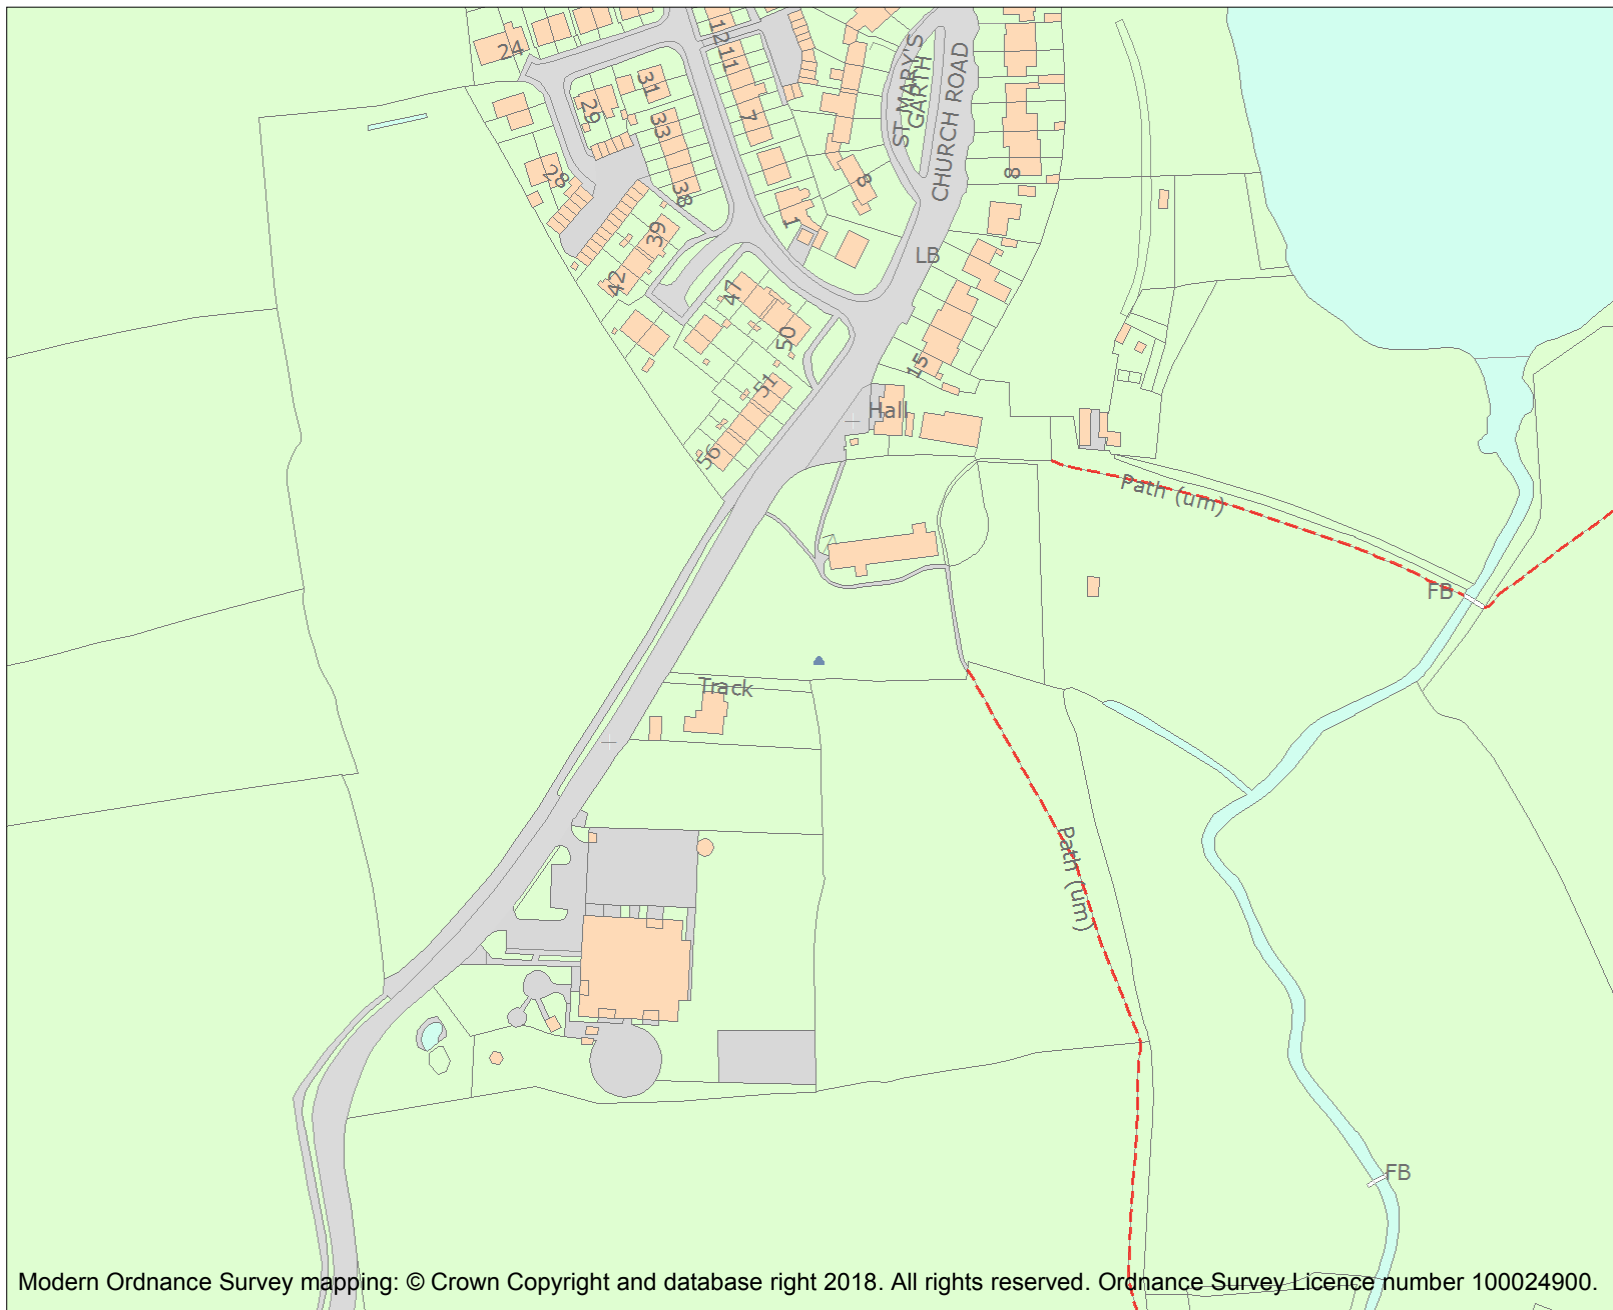 24
12
11
31
29
33
7
ST MARY'S
GARTH
CHURCH ROAD
28
38
8
8
1
39
LB
42
47
50
15
51
Hall
56
Path (um)
FB
Track
Path (um)
FB
Modern Ordnance Survey mapping: © Crown Copyright and database right 2018. All rights reserved. Ordnance Survey Licence number 100024900.